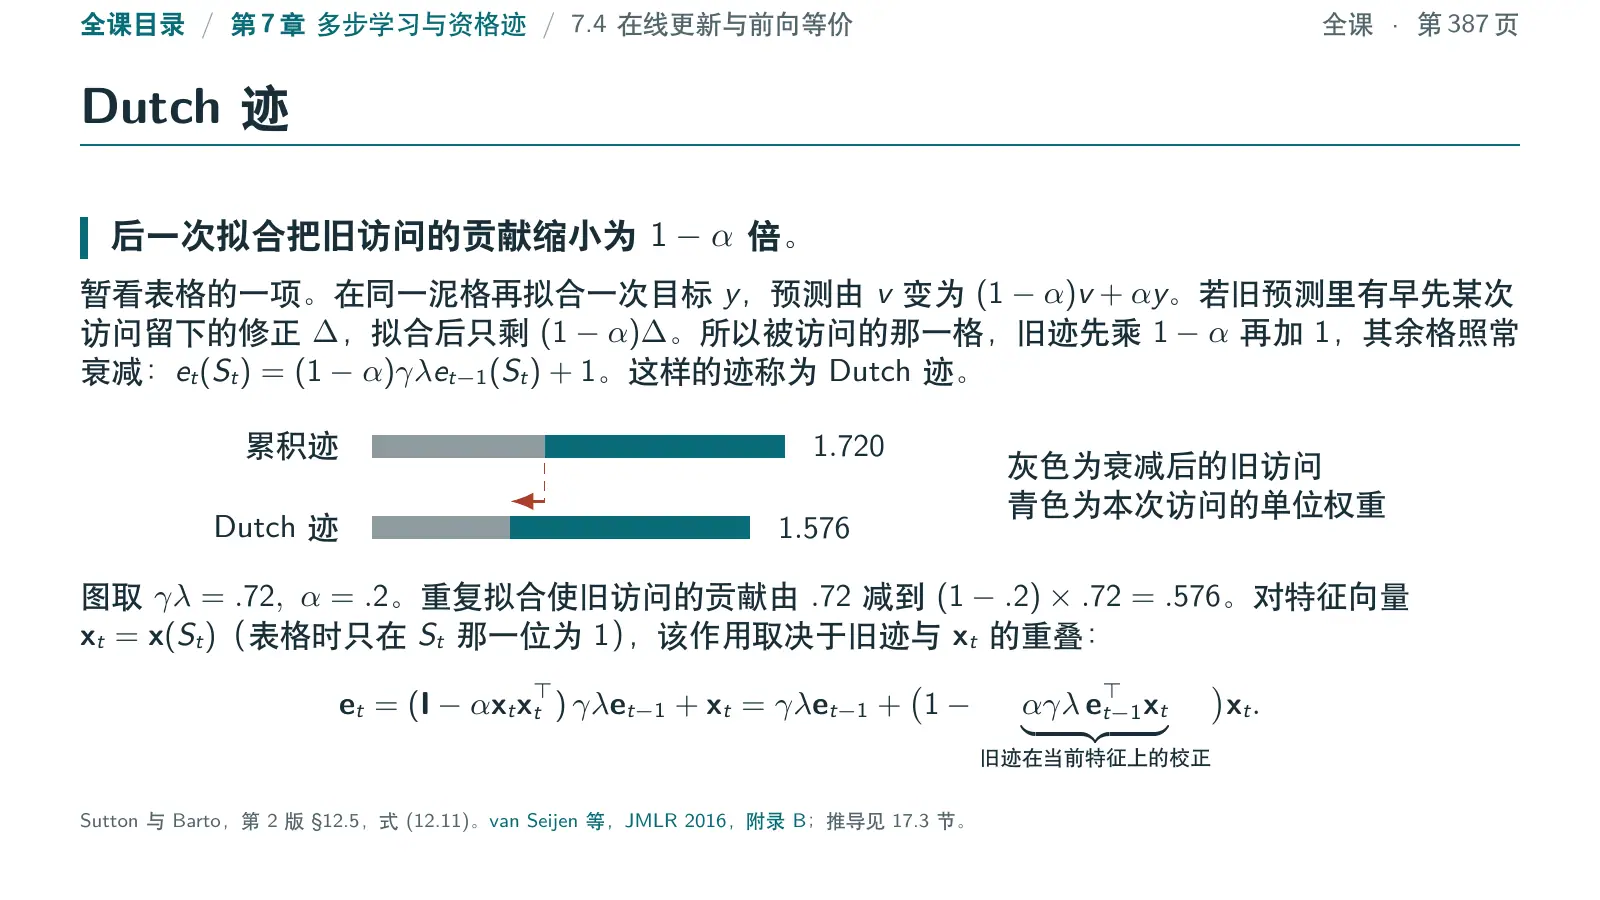 全课目录 / 第 7 章 多步学习与资格迹 / 7.4 在线更新与前向等价
全课 · 第 387 页
Dutch 迹
后一次拟合把旧访问的贡献缩小为 1 − α 倍。
暂看表格的一项。在同一泥格再拟合一次目标 y，预测由 v 变为 (1 − α)v + αy。若旧预测里有早先某次
访问留下的修正 Δ，拟合后只剩 (1 − α)Δ。所以被访问的那一格，旧迹先乘 1 − α 再加 1，其余格照常
衰减：e_t(S_t) = (1 − α)γλe_{t−1}(S_t) + 1。这样的迹称为 Dutch 迹。
累积迹 1.720
Dutch 迹 1.576
灰色为衰减后的旧访问
青色为本次访问的单位权重
图取 γλ = .72, α = .2。重复拟合使旧访问的贡献由 .72 减到 (1 − .2) × .72 = .576。对特征向量
x_t = x(S_t)（表格时只在 S_t 那一位为 1），该作用取决于旧迹与 x_t 的重叠：
e_t = (I − αx_t x_t^⊤) γλe_{t−1} + x_t = γλe_{t−1} + (1 − αγλ e_{t−1}^⊤ x_t)x_t.
旧迹在当前特征上的校正
Sutton 与 Barto，第 2 版 §12.5，式 (12.11)。van Seijen 等，JMLR 2016，附录 B；推导见 17.3 节。